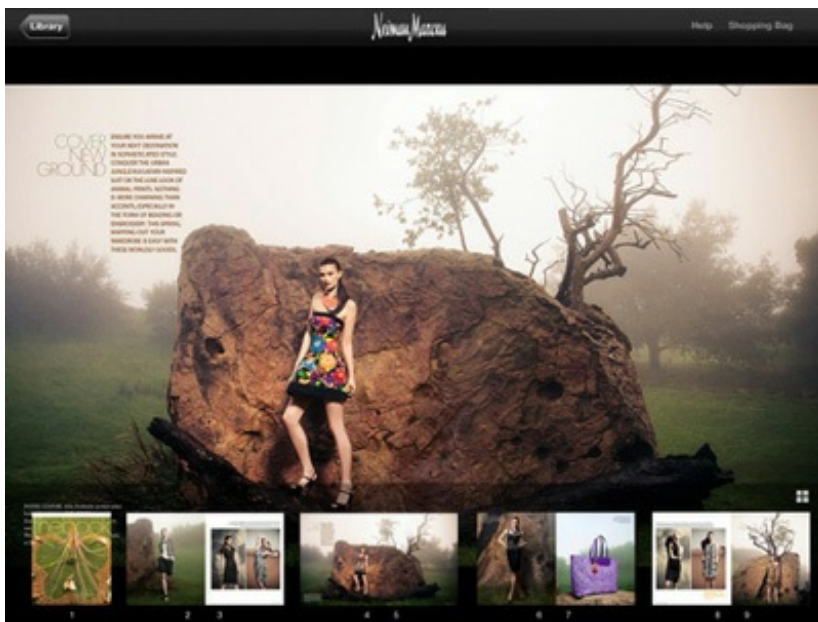 Library
Neiman Marcus
Help
Shopping Bag
COVER
NEW
GROUND
ENSURE YOU ARRIVE AT
YOUR NEXT DESTINATION
IN SOPHISTICATED STYLE.
CONQUER THE URBAN
JUNGLE IN A SAFARI-INSPIRED
SUIT OR THE LUXE LOOK OF
ANIMAL PRINTS. NOTHING
IS MORE CHARMING THAN
ACCENTS, ESPECIALLY IN
THE FORM OF BEADING OR
EMBROIDERY. THIS SPRING,
MAPPING OUT YOUR
WARDROBE IS EASY WITH
THESE WORLDLY GOODS.
the book
1
2
3
4
5
6
7
8
9